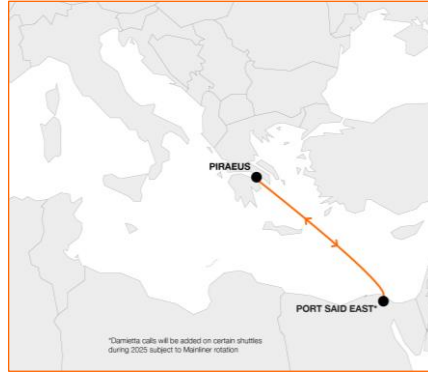 PIRAEUS
PORT SAID EAST*
*Damietta calls will be added on certain shuttles
during 2025 subject to Mainliner rotation